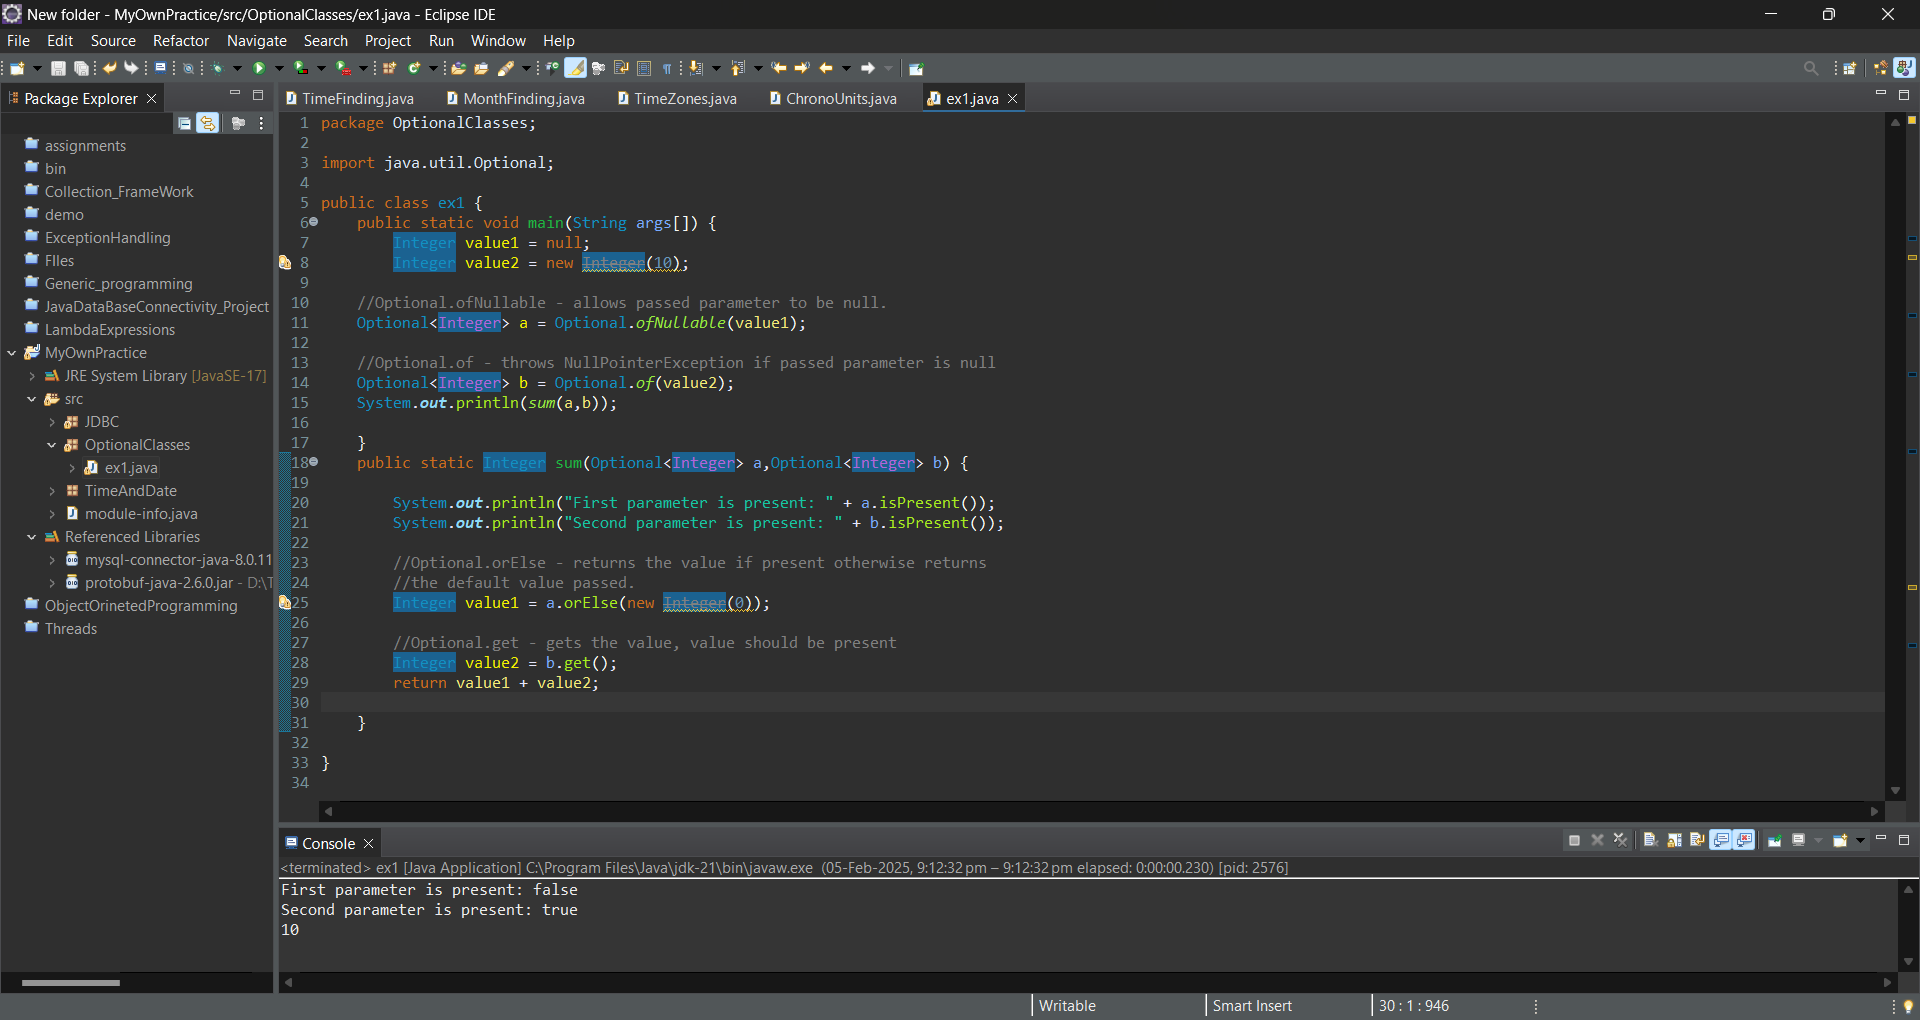 New folder - MyOwnPractice/src/OptionalClasses/ex1.java - Eclipse IDE
File Edit Source Refactor Navigate Search Project Run Window Help
Package Explorer
TimeFinding.java MonthFinding.java TimeZones.java ChronoUnits.java ex1.java
assignments
bin
Collection_FrameWork
demo
ExceptionHandling
FIles
Generic_programming
JavaDataBaseConnectivity_Project
LambdaExpressions
MyOwnPractice
JRE System Library [JavaSE-17]
src
JDBC
OptionalClasses
ex1.java
TimeAndDate
module-info.java
Referenced Libraries
mysql-connector-java-8.0.11
protobuf-java-2.6.0.jar - D:\T
ObjectOrinetedProgramming
Threads
1 package OptionalClasses;
2
3 import java.util.Optional;
4
5 public class ex1 {
6 public static void main(String args[]) {
7 Integer value1 = null;
8 Integer value2 = new Integer(10);
9
10 //Optional.ofNullable - allows passed parameter to be null.
11 Optional<Integer> a = Optional.ofNullable(value1);
12
13 //Optional.of - throws NullPointerException if passed parameter is null
14 Optional<Integer> b = Optional.of(value2);
15 System.out.println(sum(a,b));
16
17 }
18 public static Integer sum(Optional<Integer> a,Optional<Integer> b) {
19
20 System.out.println("First parameter is present: " + a.isPresent());
21 System.out.println("Second parameter is present: " + b.isPresent());
22
23 //Optional.orElse - returns the value if present otherwise returns
24 //the default value passed.
25 Integer value1 = a.orElse(new Integer(0));
26
27 //Optional.get - gets the value, value should be present
28 Integer value2 = b.get();
29 return value1 + value2;
30
31 }
32
33 }
34
Console
<terminated> ex1 [Java Application] C:\Program Files\Java\jdk-21\bin\javaw.exe (05-Feb-2025, 9:12:32 pm – 9:12:32 pm elapsed: 0:00:00.230) [pid: 2576]
First parameter is present: false
Second parameter is present: true
10
Writable Smart Insert 30 : 1 : 946